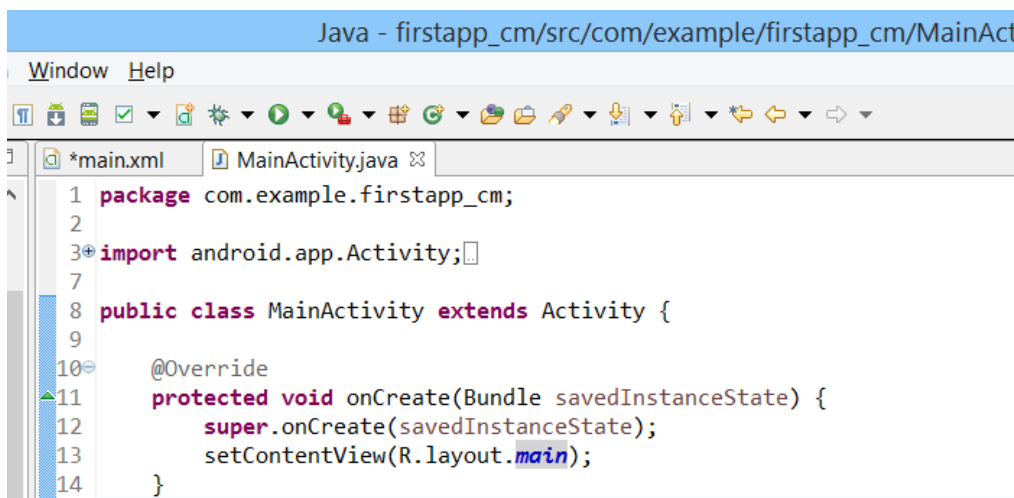 Java - firstapp_cm/src/com/example/firstapp_cm/MainAct
Window Help
*main.xml MainActivity.java
1 package com.example.firstapp_cm;
2
3 import android.app.Activity;
7
8 public class MainActivity extends Activity {
9
10 @Override
11 protected void onCreate(Bundle savedInstanceState) {
12 super.onCreate(savedInstanceState);
13 setContentView(R.layout.main);
14 }